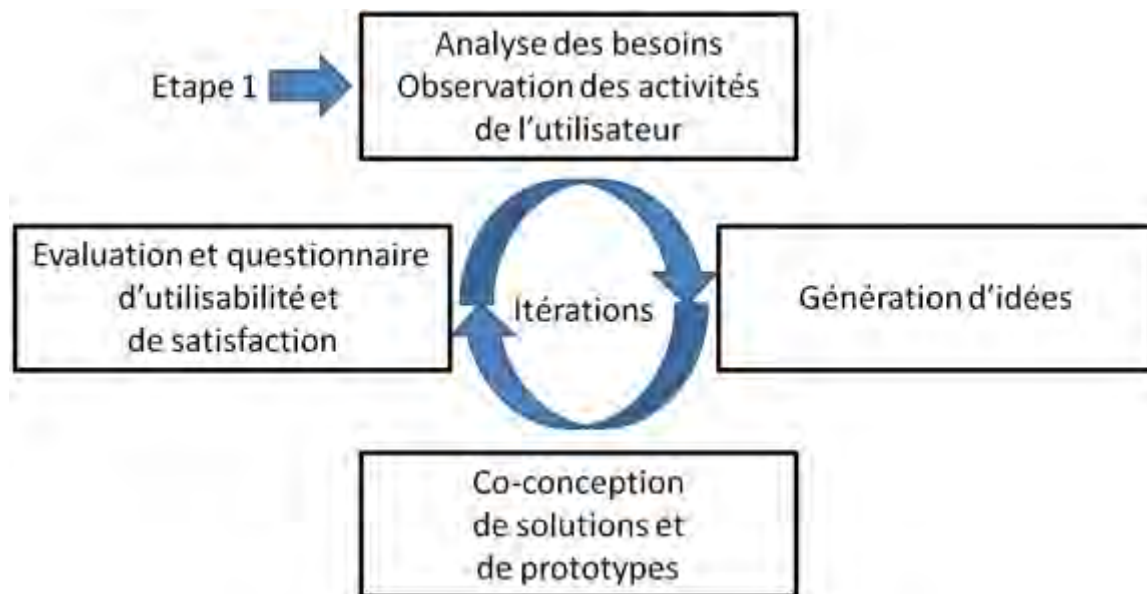 Etape 1
Analyse des besoins
Observation des activités
de l'utilisateur
Evaluation et questionnaire
d'utilisabilité et
de satisfaction
Itérations
Génération d'idées
Co-conception
de solutions et
de prototypes